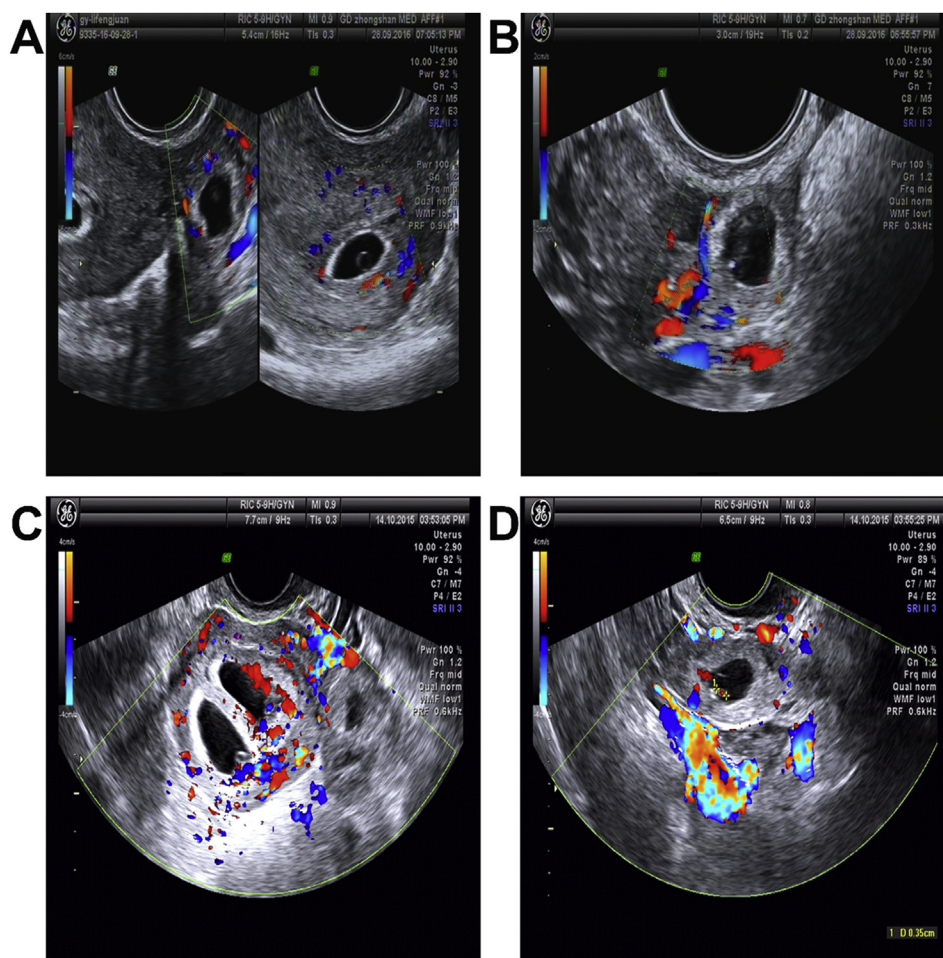 A
gy-lifengjuan
RIC 5-9H/GYN
MI 0.9
GD zhongshan MED AFF#1
9335-16-09-28-1
5.4cm / 16Hz
TIs 0.3
28.09.2016
07:05:13 PM
Uterus
10.00 - 2.90
Pwr 92 %
Gn -3
C8 / M5
P2 / E3
SRI II 3
Pwr 100 %
Gn 1.2
Frq mid
Qual norm
WMF low1
PRF 0.9kHz
6cm/s
B
RIC 5-9H/GYN
MI 0.7
GD zhongshan MED AFF#1
3.0cm / 19Hz
TIs 0.2
28.09.2016
06:55:57 PM
Uterus
10.00 - 2.90
Pwr 92 %
Gn 7
C8 / M5
P2 / E3
SRI II 3
Pwr 100 %
Gn 1.2
Frq mid
Qual norm
WMF low1
PRF 0.3kHz
2cm/s
C
RIC 5-9H/GYN
MI 0.9
7.7cm / 9Hz
TIs 0.3
14.10.2015
03:53:05 PM
Uterus
10.00 - 2.90
Pwr 92 %
Gn -4
C7 / M7
P4 / E2
SRI II 3
Pwr 100 %
Gn 1.2
Frq mid
Qual norm
WMF low1
PRF 0.6kHz
4cm/s
-4cm/s
D
RIC 5-9H/GYN
MI 0.8
6.5cm / 9Hz
TIs 0.3
14.10.2015
03:55:25 PM
Uterus
10.00 - 2.90
Pwr 89 %
Gn -4
C7 / M7
P4 / E2
SRI II 3
Pwr 100 %
Gn 1.2
Frq mid
Qual norm
WMF low1
PRF 0.6kHz
4cm/s
-4cm/s
1 D 0.35cm